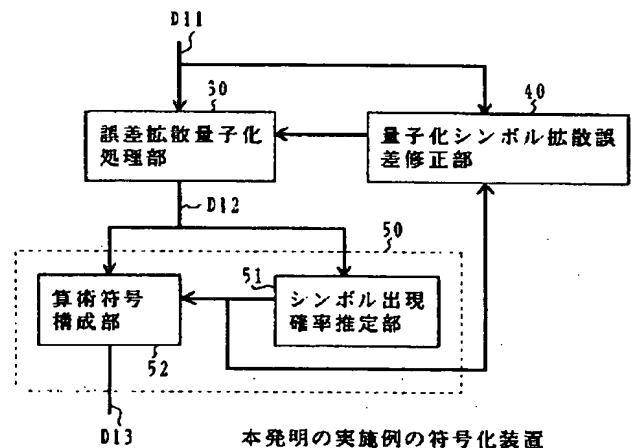 D11
30
40
誤差拡散量子化
処理部
量子化シンボル拡散誤
差修正部
D12
50
51
算術符号
構成部
シンボル出現
確率推定部
52
D13
本発明の実施例の符号化装置